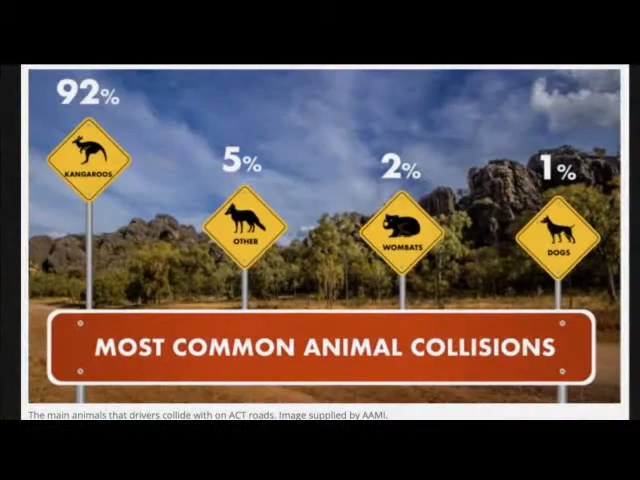 92%
KANGAROOS
5%
OTHER
2%
WOMBATS
1%
DOGS
MOST COMMON ANIMAL COLLISIONS
The main animals that drivers collide with on ACT roads. Image supplied by AAMI.